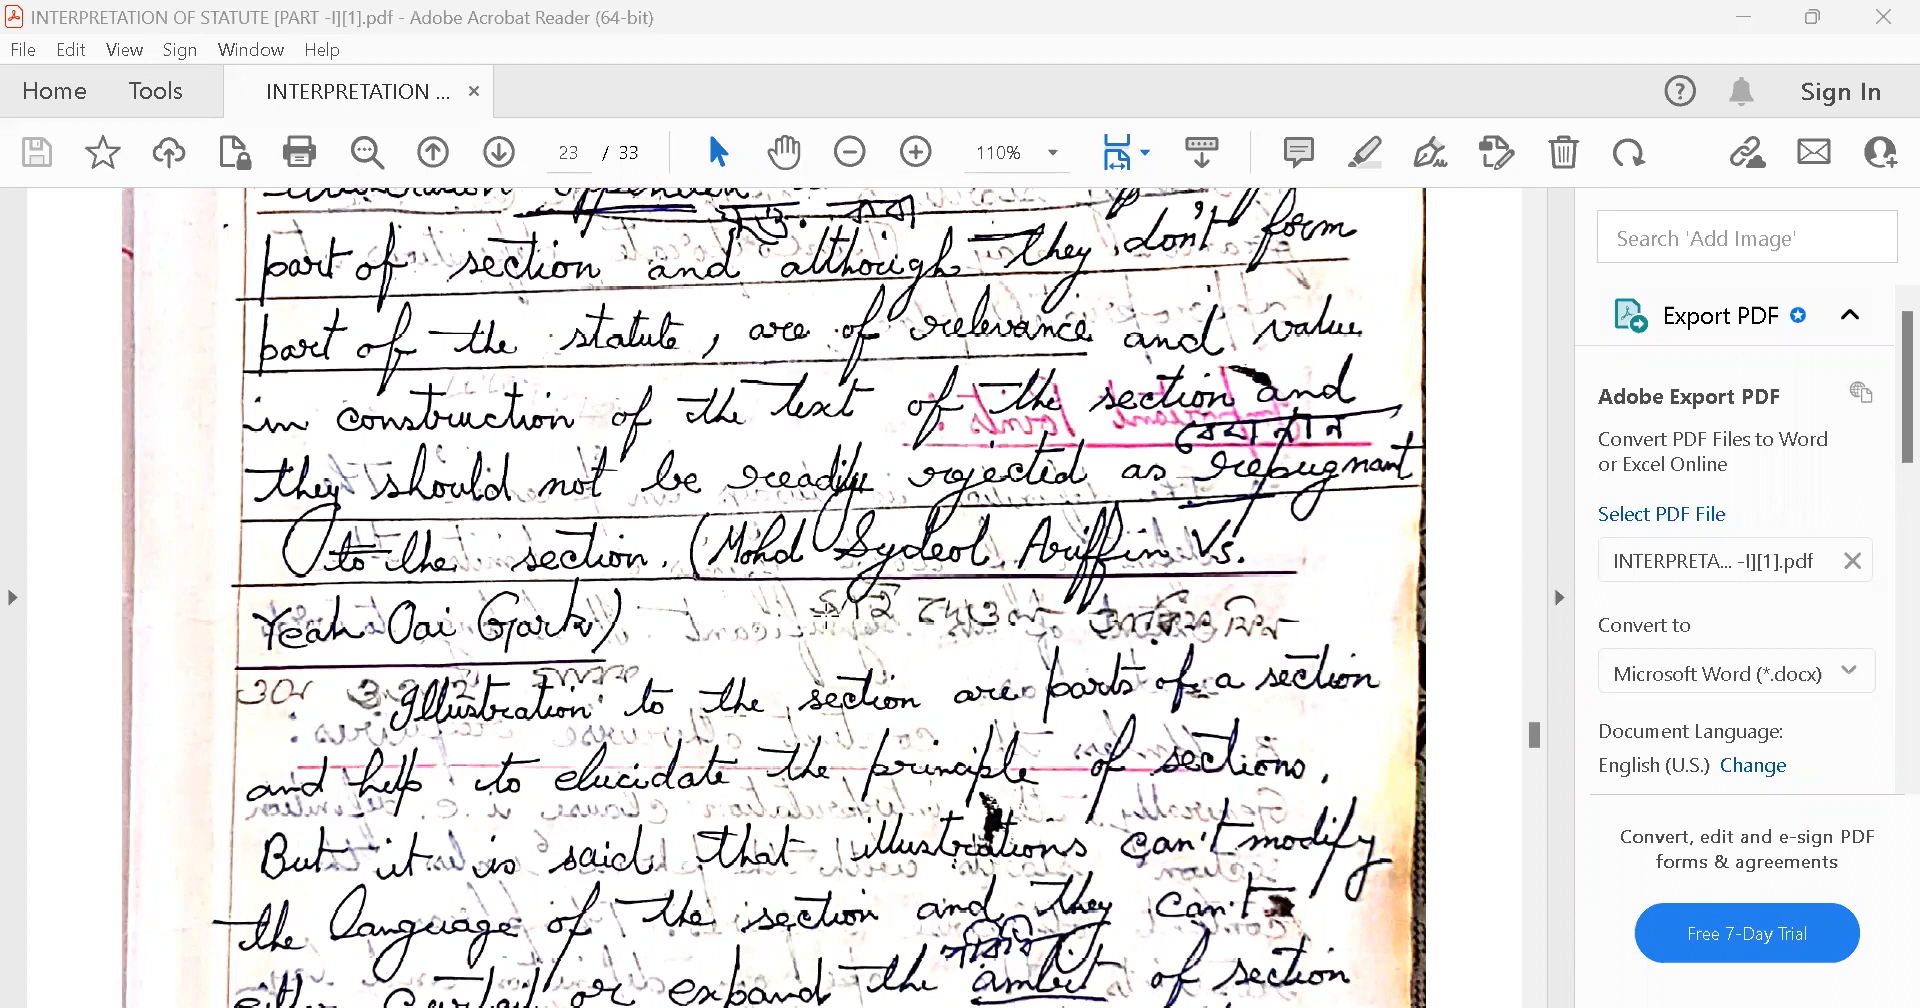 INTERPRETATION OF STATUTE [PART -I][1].pdf - Adobe Acrobat Reader (64-bit)
File Edit View Sign Window Help
Home Tools INTERPRETATION ... Sign In
23 / 33 110%
part of section and although they don't form
part of the statute, are of relevance and value
in construction of the text of the section and
they should not be readily rejected as repugnant
to the section. (Mohd Sydeol Ariffin Vs.
Yeah Oai Gark)
Illustration to the section are parts of a section
and help to elucidate the principle of sections.
But it is said that illustrations can't modify
the language of the section and they can't
either curtail or expand the ambit of section
Search 'Add Image'
Export PDF
Adobe Export PDF
Convert PDF Files to Word
or Excel Online
Select PDF File
INTERPRETA... -I][1].pdf
Convert to
Microsoft Word (*.docx)
Document Language:
English (U.S.) Change
Convert, edit and e-sign PDF
forms & agreements
Free 7-Day Trial